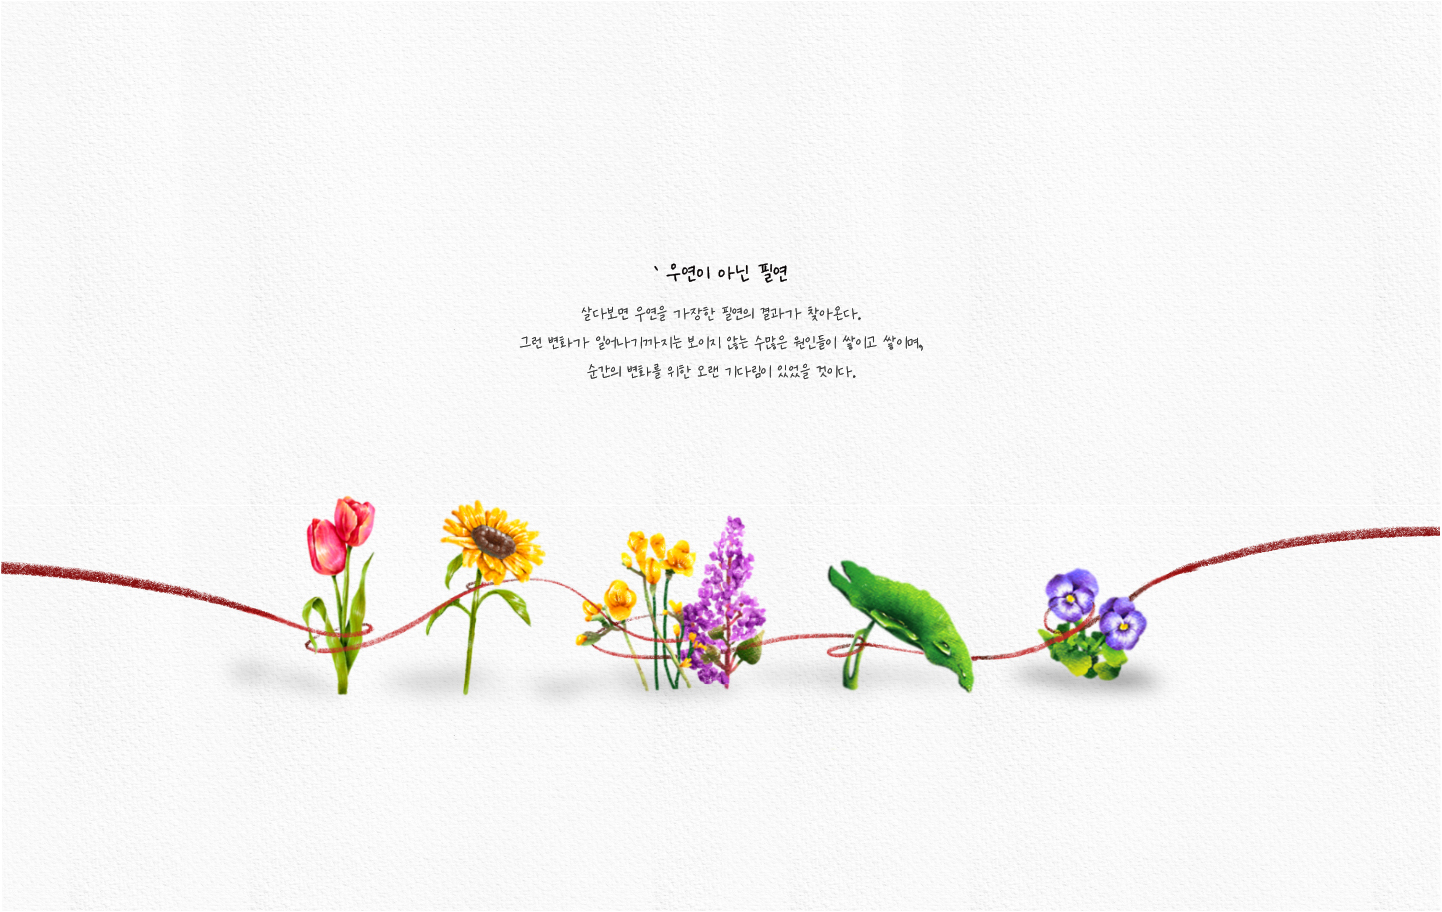 ` 우연이 아닌 필연
살다보면 우연을 가장한 필연의 결과가 찾아온다.
그런 변화가 일어나기까지는 보이지 않는 수많은 원인들이 쌓이고 쌓이며,
순간의 변화를 위한 오랜 기다림이 있었을 것이다.